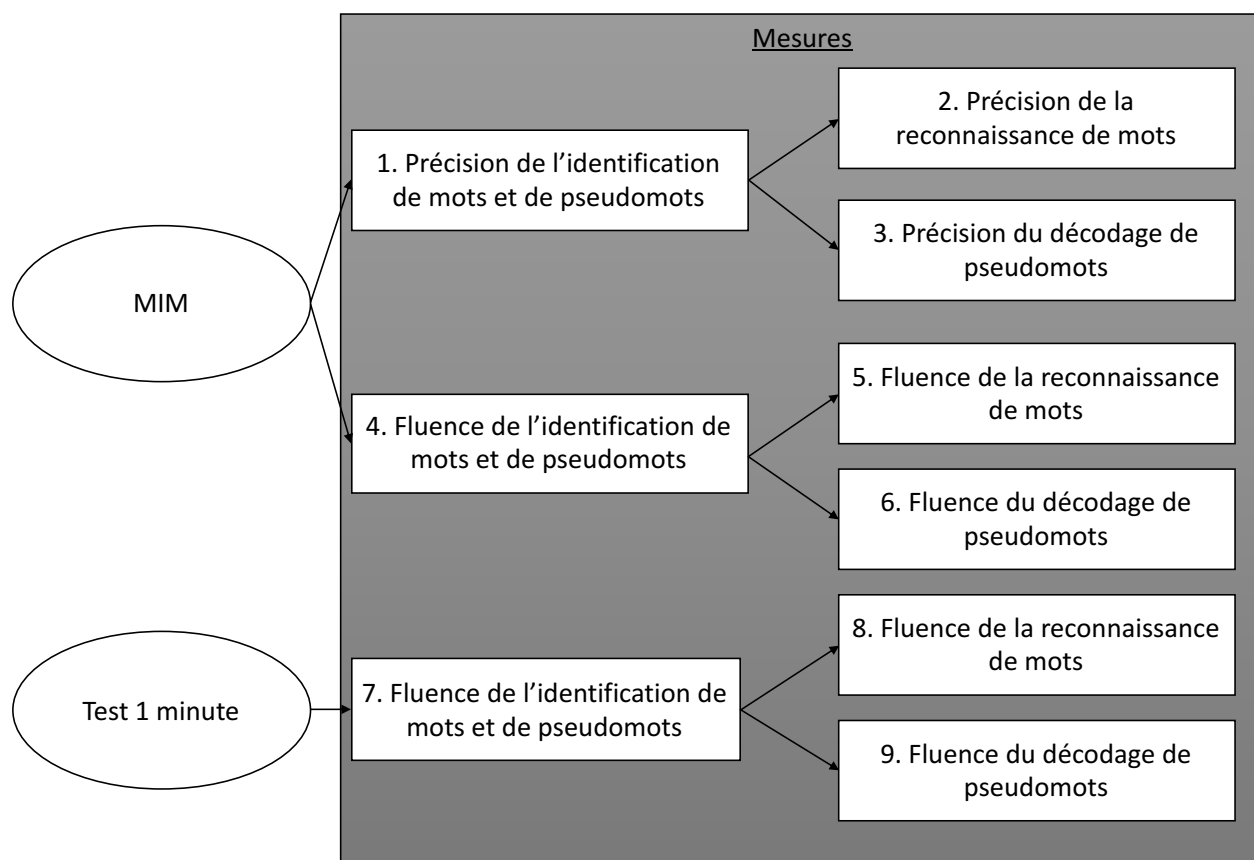 Mesures
MIM
1. Précision de l’identification
de mots et de pseudomots
2. Précision de la
reconnaissance de mots
3. Précision du décodage de
pseudomots
4. Fluence de l’identification de
mots et de pseudomots
5. Fluence de la reconnaissance
de mots
6. Fluence du décodage de
pseudomots
Test 1 minute
7. Fluence de l’identification de
mots et de pseudomots
8. Fluence de la reconnaissance
de mots
9. Fluence du décodage de
pseudomots